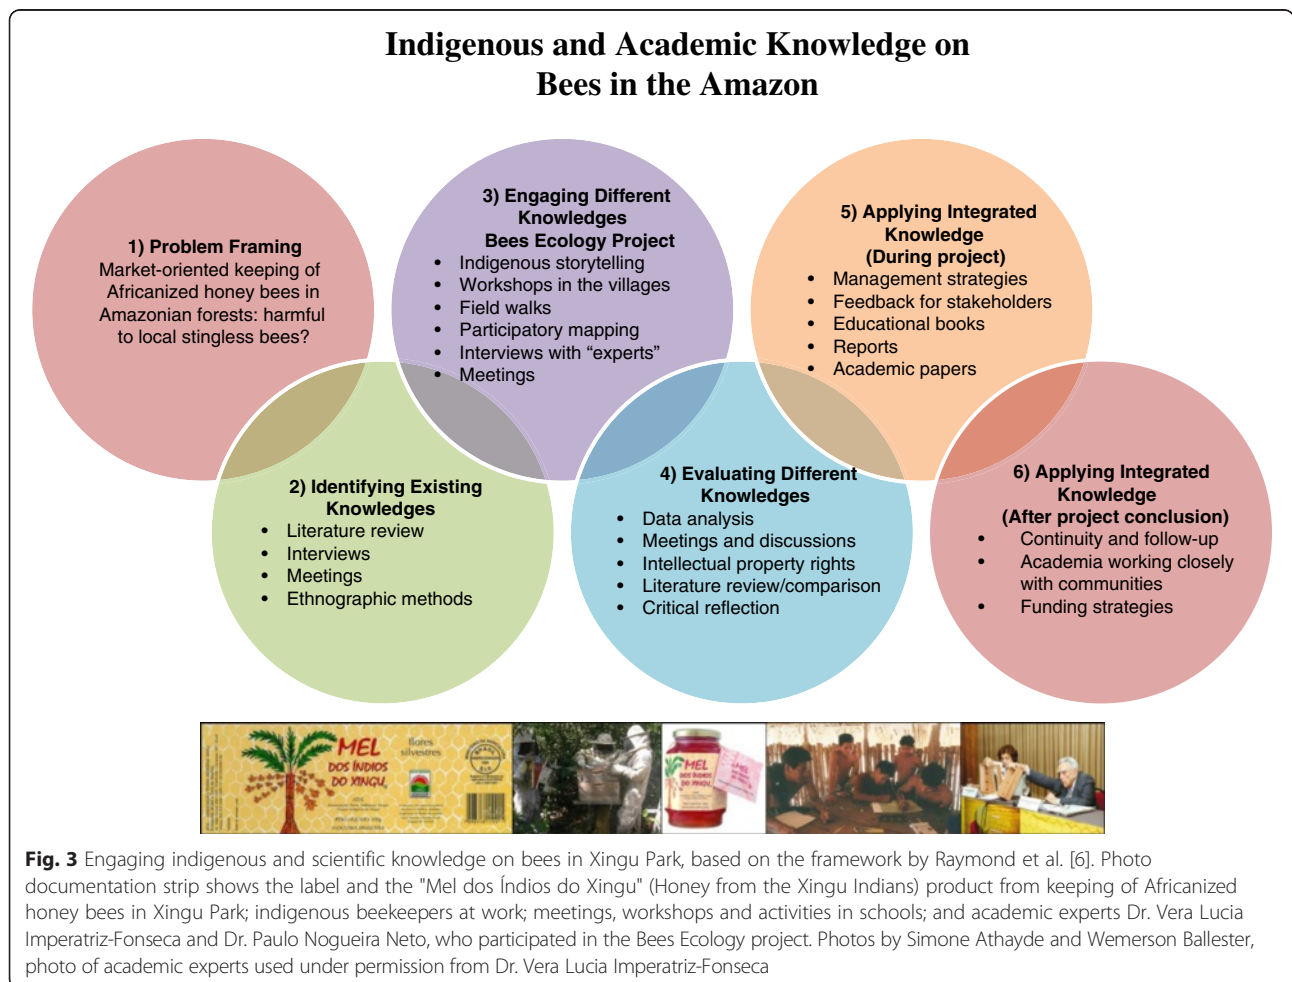 Indigenous and Academic Knowledge on
Bees in the Amazon
1) Problem Framing
Market-oriented keeping of
Africanized honey bees in
Amazonian forests: harmful
to local stingless bees?
2) Identifying Existing
Knowledges
• Literature review
• Interviews
• Meetings
• Ethnographic methods
3) Engaging Different
Knowledges
Bees Ecology Project
• Indigenous storytelling
• Workshops in the villages
• Field walks
• Participatory mapping
• Interviews with “experts”
• Meetings
4) Evaluating Different
Knowledges
• Data analysis
• Meetings and discussions
• Intellectual property rights
• Literature review/comparison
• Critical reflection
5) Applying Integrated
Knowledge
(During project)
• Management strategies
• Feedback for stakeholders
• Educational books
• Reports
• Academic papers
6) Applying Integrated
Knowledge
(After project conclusion)
• Continuity and follow-up
• Academia working closely
with communities
• Funding strategies
MEL
DOS ÍNDIOS
DO XINGU
flores
silvestres
MEL
DOS ÍNDIOS
DO XINGU
MEL
Fig. 3 Engaging indigenous and scientific knowledge on bees in Xingu Park, based on the framework by Raymond et al. [6]. Photo
documentation strip shows the label and the "Mel dos Índios do Xingu" (Honey from the Xingu Indians) product from keeping of Africanized
honey bees in Xingu Park; indigenous beekeepers at work; meetings, workshops and activities in schools; and academic experts Dr. Vera Lucia
Imperatriz-Fonseca and Dr. Paulo Nogueira Neto, who participated in the Bees Ecology project. Photos by Simone Athayde and Wemerson Ballester,
photo of academic experts used under permission from Dr. Vera Lucia Imperatriz-Fonseca